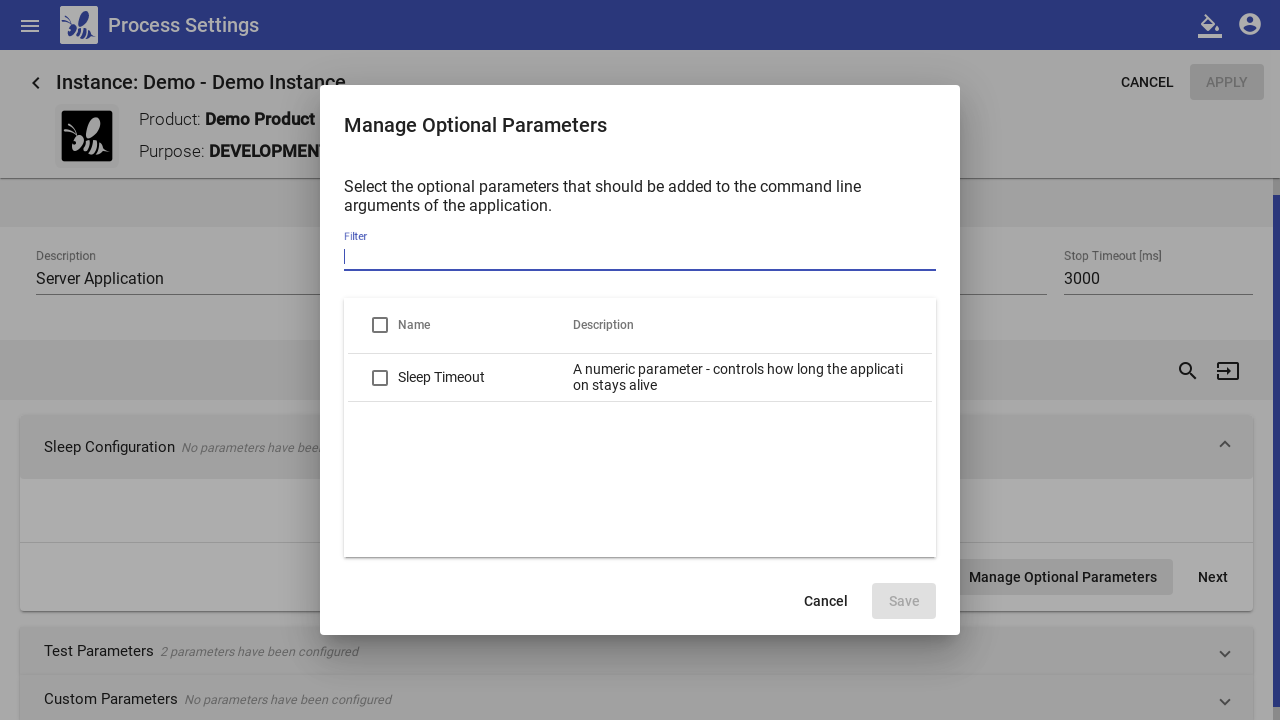 Process Settings
Instance: Demo - Demo Instance
CANCEL
APPLY
Product: Demo Product
Purpose: DEVELOPMENT
Manage Optional Parameters
Select the optional parameters that should be added to the command line
arguments of the application.
Filter
Description
Server Application
Stop Timeout [ms]
3000
Name
Description
Sleep Timeout
A numeric parameter - controls how long the applicati
on stays alive
Sleep Configuration
No parameters have
Cancel
Save
Manage Optional Parameters
Next
Test Parameters
2 parameters have been configured
Custom Parameters
No parameters have been configured